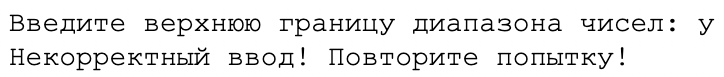 Введите верхнюю границу диапазона чисел: у
Некорректный ввод! Повторите попытку!